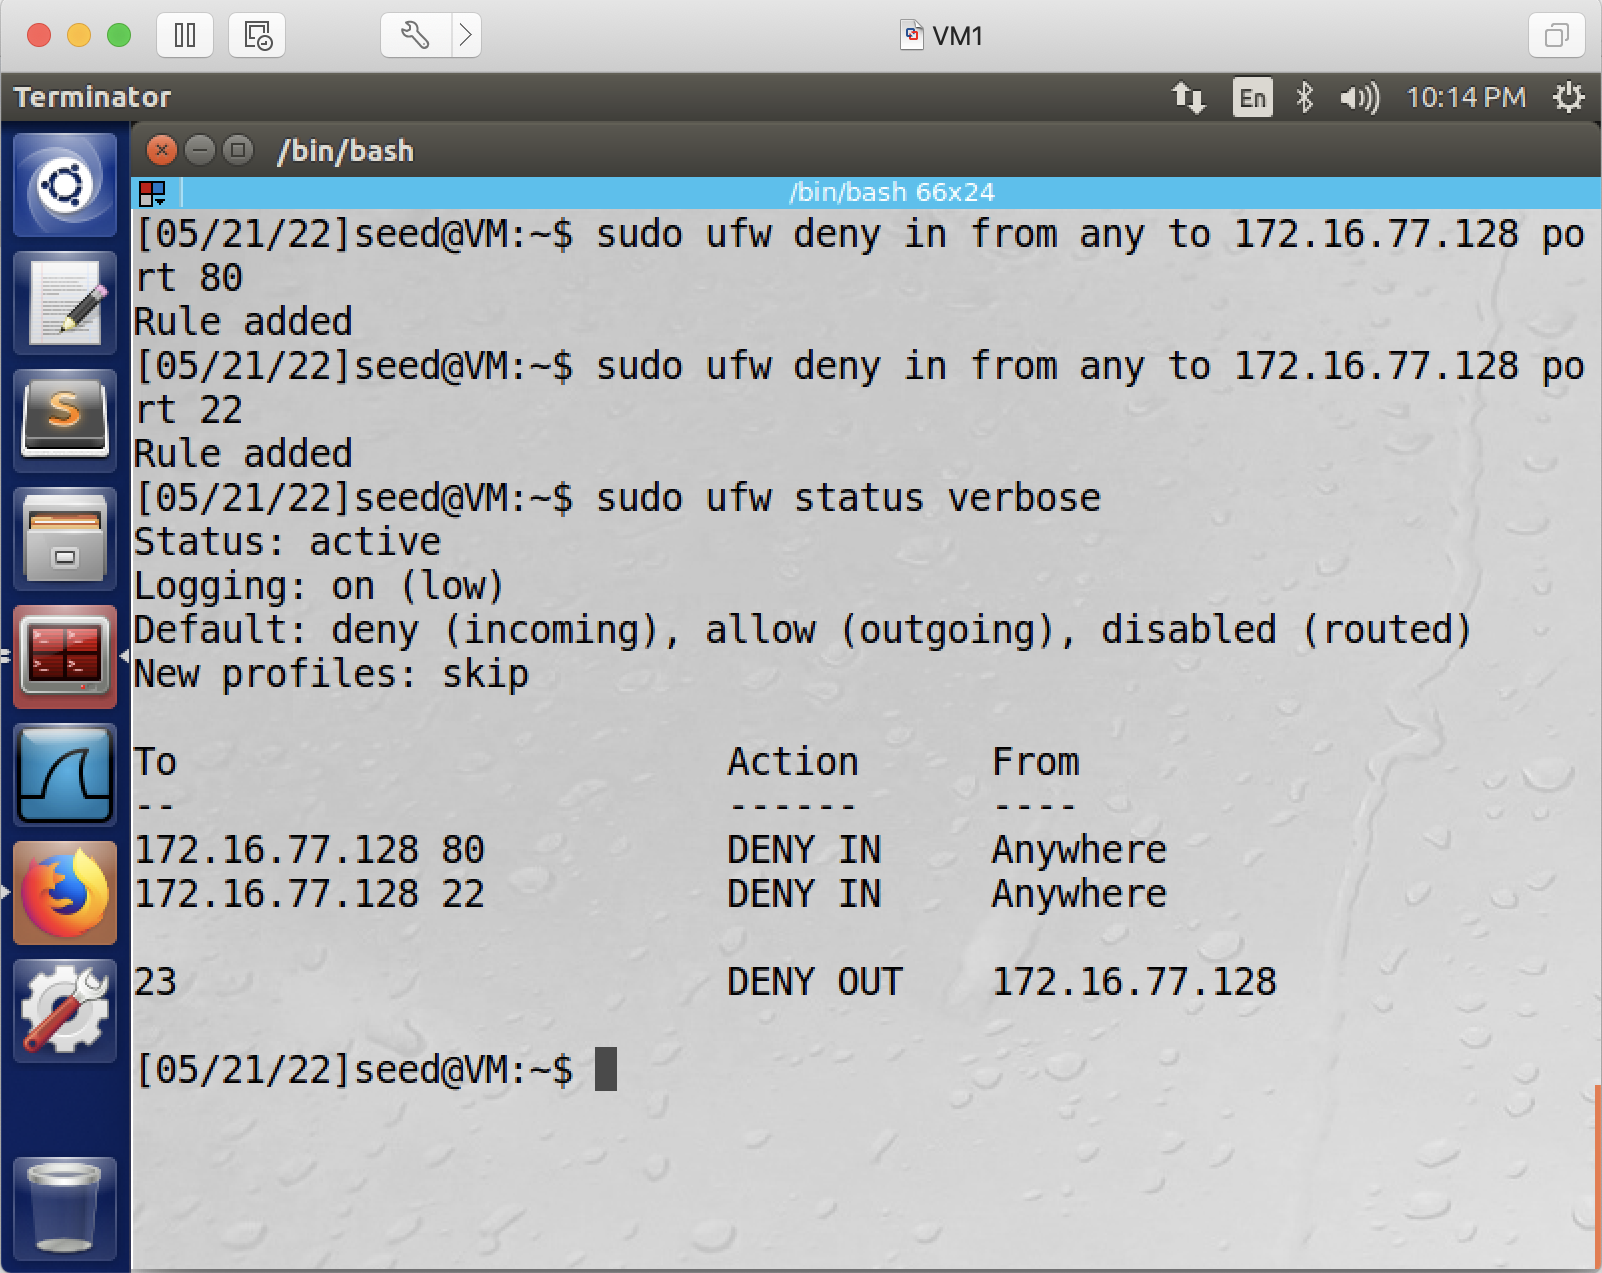 VM1
Terminator
En
10:14 PM
/bin/bash
/bin/bash 66x24
[05/21/22]seed@VM:~$ sudo ufw deny in from any to 172.16.77.128 po
rt 80
Rule added
[05/21/22]seed@VM:~$ sudo ufw deny in from any to 172.16.77.128 po
rt 22
Rule added
[05/21/22]seed@VM:~$ sudo ufw status verbose
Status: active
Logging: on (low)
Default: deny (incoming), allow (outgoing), disabled (routed)
New profiles: skip
To Action From
-- ------ ----
172.16.77.128 80 DENY IN Anywhere
172.16.77.128 22 DENY IN Anywhere
23 DENY OUT 172.16.77.128
[05/21/22]seed@VM:~$